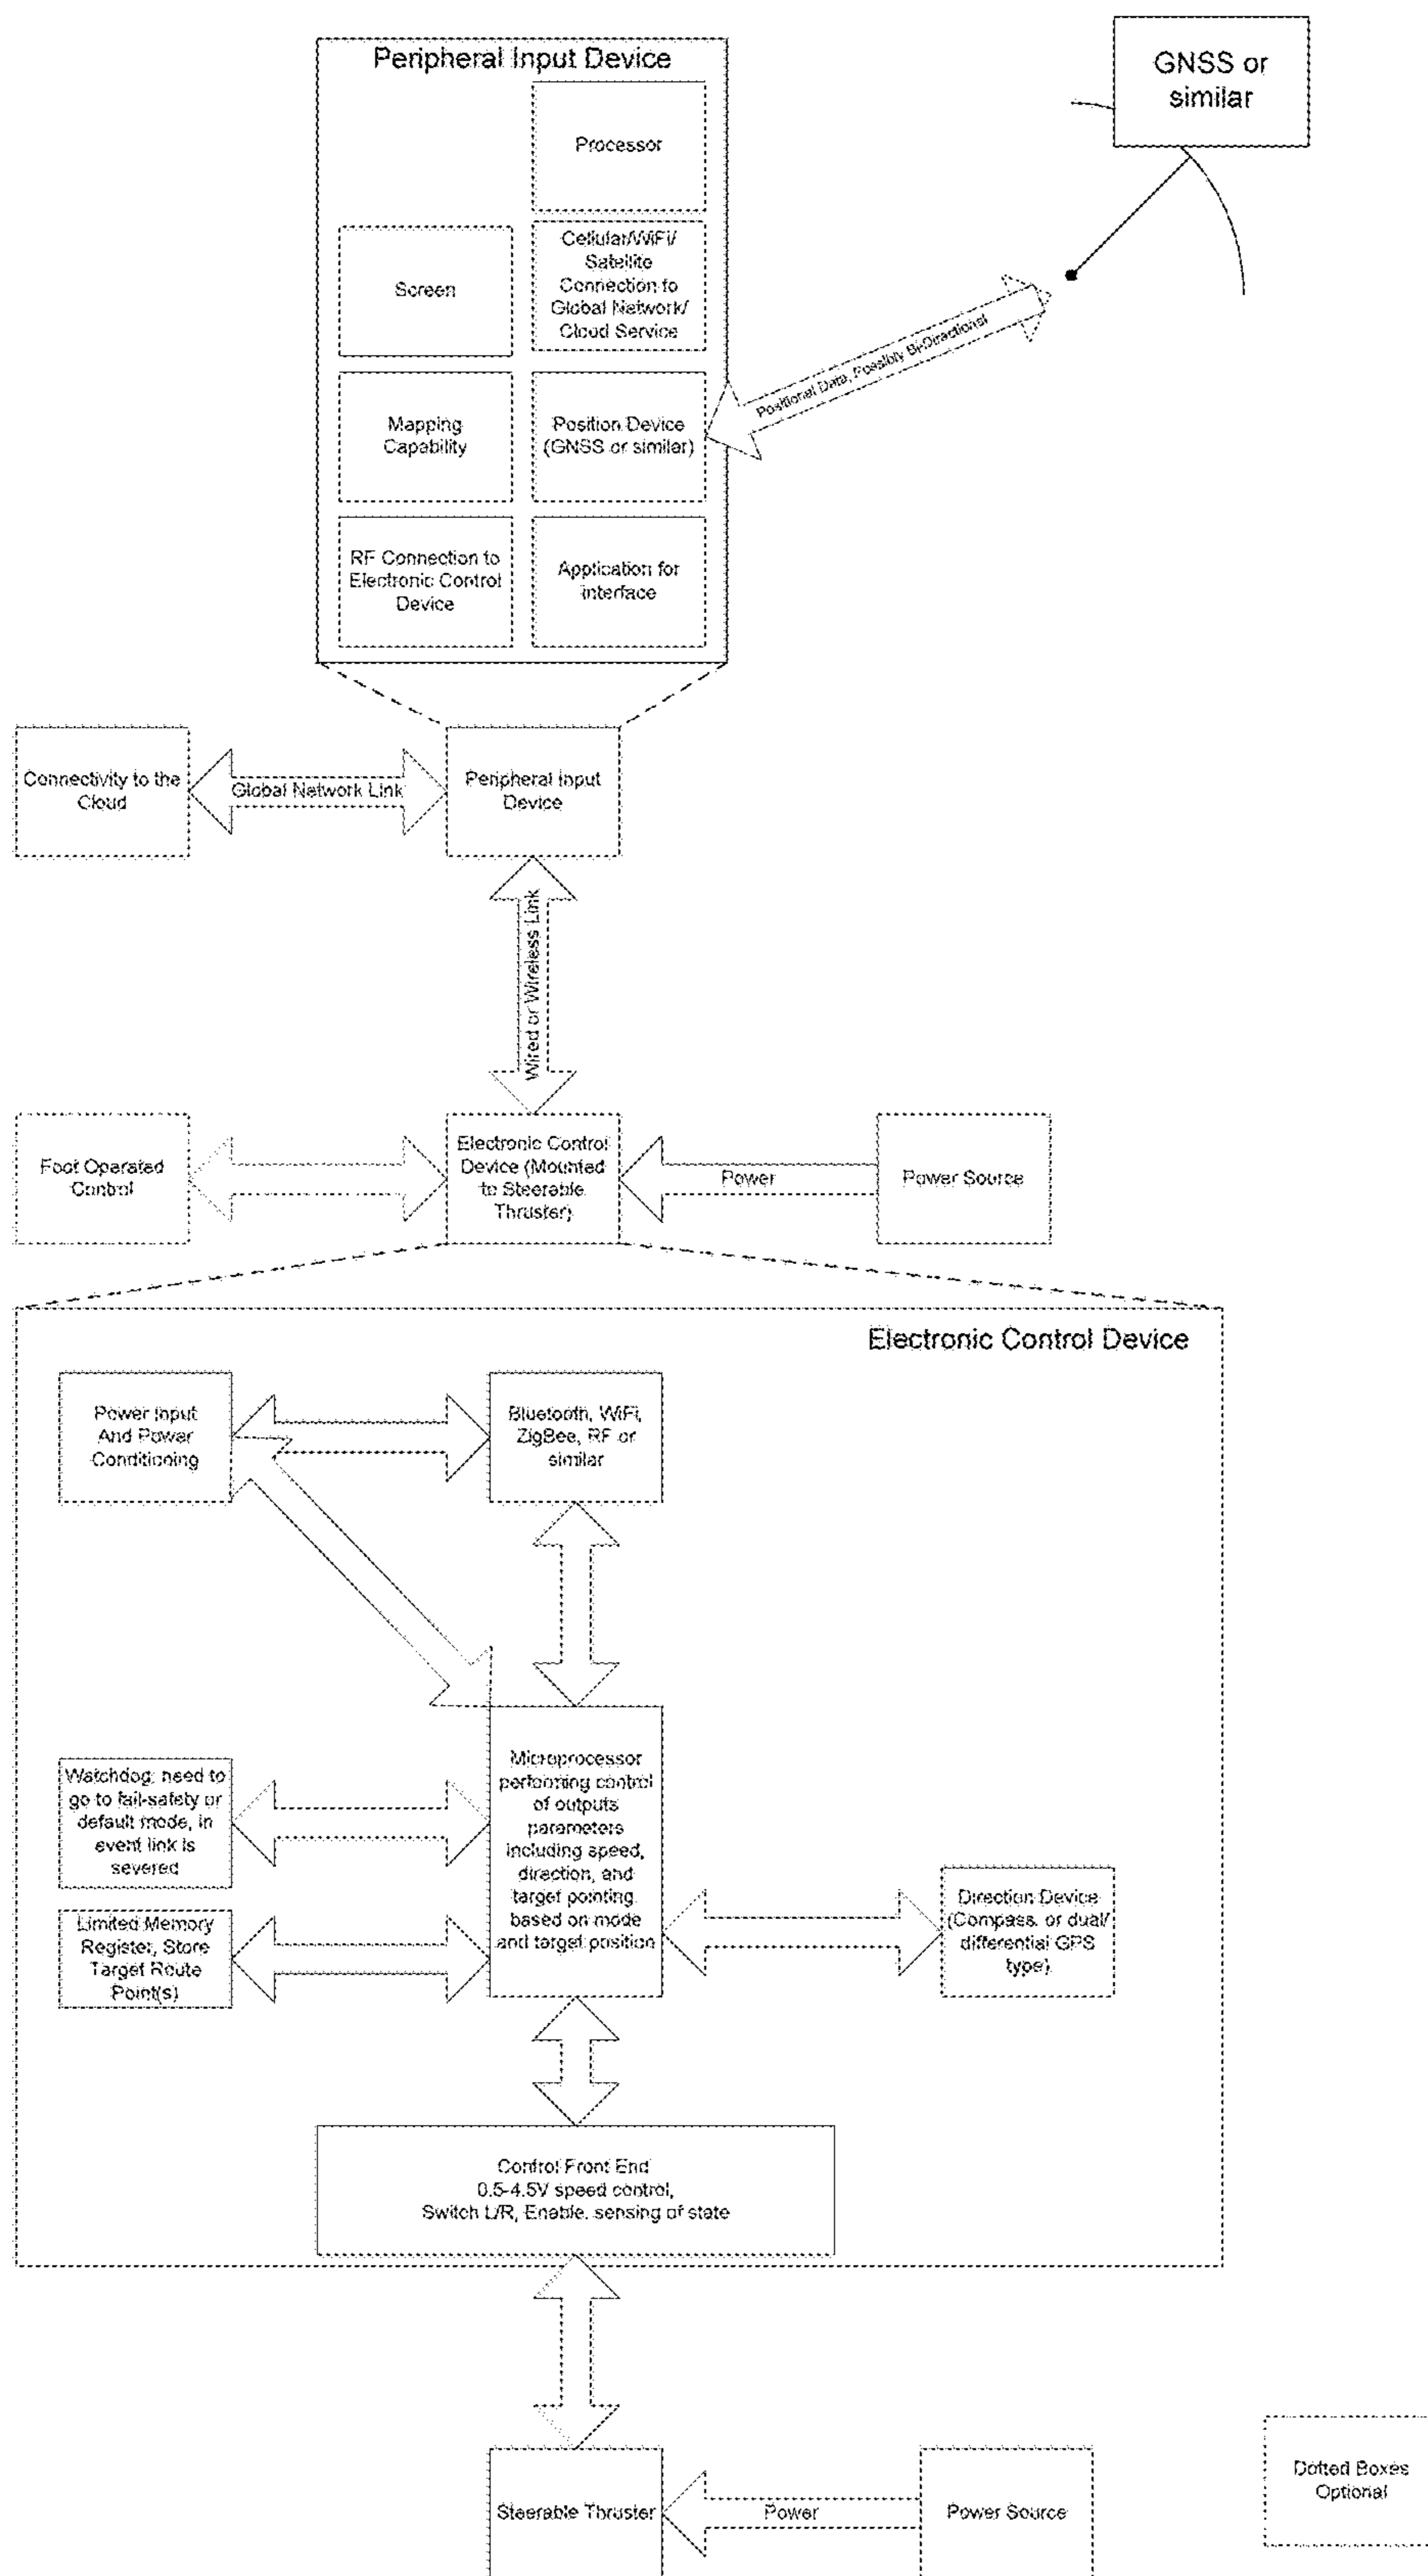 Peripheral Input Device
GNSS or
similar
Processor
Screen
Cellular/WiFi/
Satellite
Connection to
Global Network/
Cloud Service
Positional Data, Possibly Bi-Directional
Mapping
Capability
Position Device
(GNSS or similar)
RF Connection to
Electronic Control
Device
Application for
interface
Connectivity to the
Cloud
Global Network Link
Peripheral Input
Device
Wired or Wireless Link
Foot Operated
Control
Electronic Control
Device (Mounted
to Steerable
Thruster)
Power
Power Source
Electronic Control Device
Power Input
And Power
Conditioning
Bluetooth, WiFi,
ZigBee, RF or
similar
Watchdog: need to
go to fail-safety or
default mode, in
event link is
severed
Microprocessor
performing control
of outputs
parameters
including speed,
direction, and
target pointing,
based on mode
and target position
Limited Memory
Register, Store
Target Route
Point(s)
Direction Device
(Compass, or dual/
differential GPS
type)
Control Front End
0.5-4.5V speed control,
Switch L/R, Enable, sensing of state
Steerable Thruster
Power
Power Source
Dotted Boxes
Optional